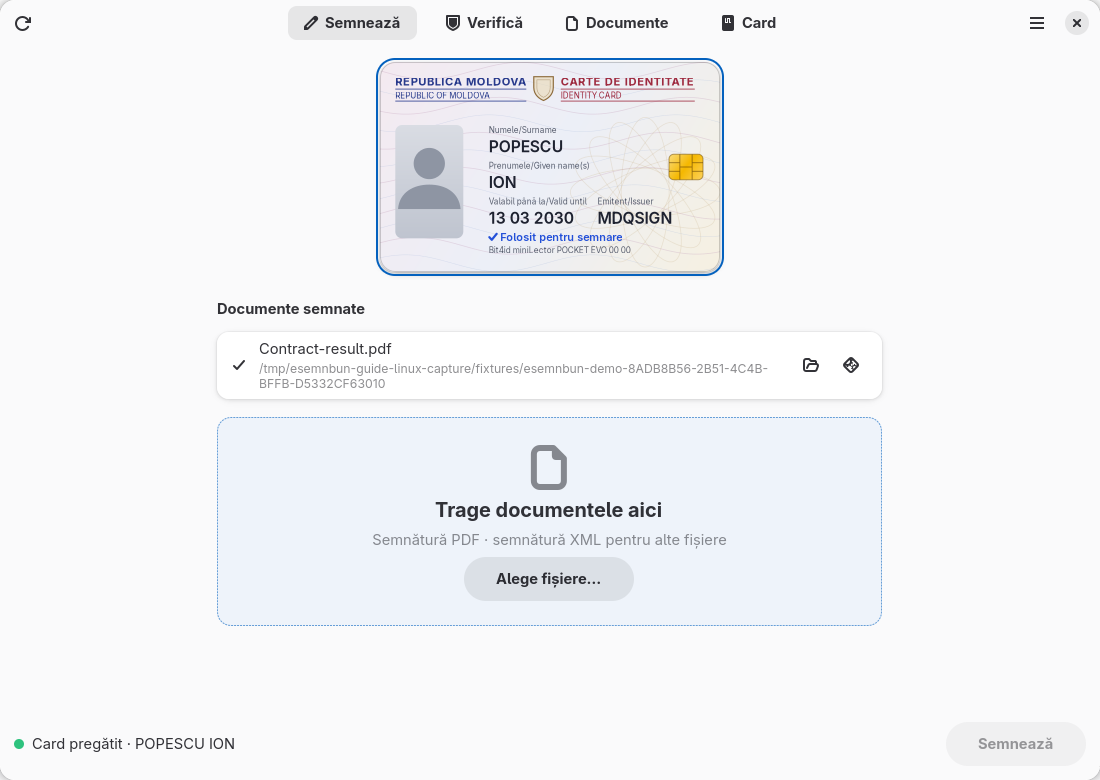 Semnează
Verifică
Documente
Card
REPUBLICA MOLDOVA
CARTE DE IDENTITATE
REPUBLIC OF MOLDOVA
IDENTITY CARD
Numele/Surname
POPESCU
Prenumele/Given name(s)
ION
Valabil până la/Valid until
Emitent/Issuer
13 03 2030
MDQSIGN
Folosit pentru semnare
Bit4id miniLector POCKET EVO 00 00
Documente semnate
Contract-result.pdf
/tmp/esemnbun-guide-linux-capture/fixtures/esemnbun-demo-8ADB8B56-2B51-4C4B-
BFFB-D5332CF63010
Trage documentele aici
Semnătură PDF · semnătură XML pentru alte fișiere
Alege fișiere...
Card pregătit · POPESCU ION
Semnează